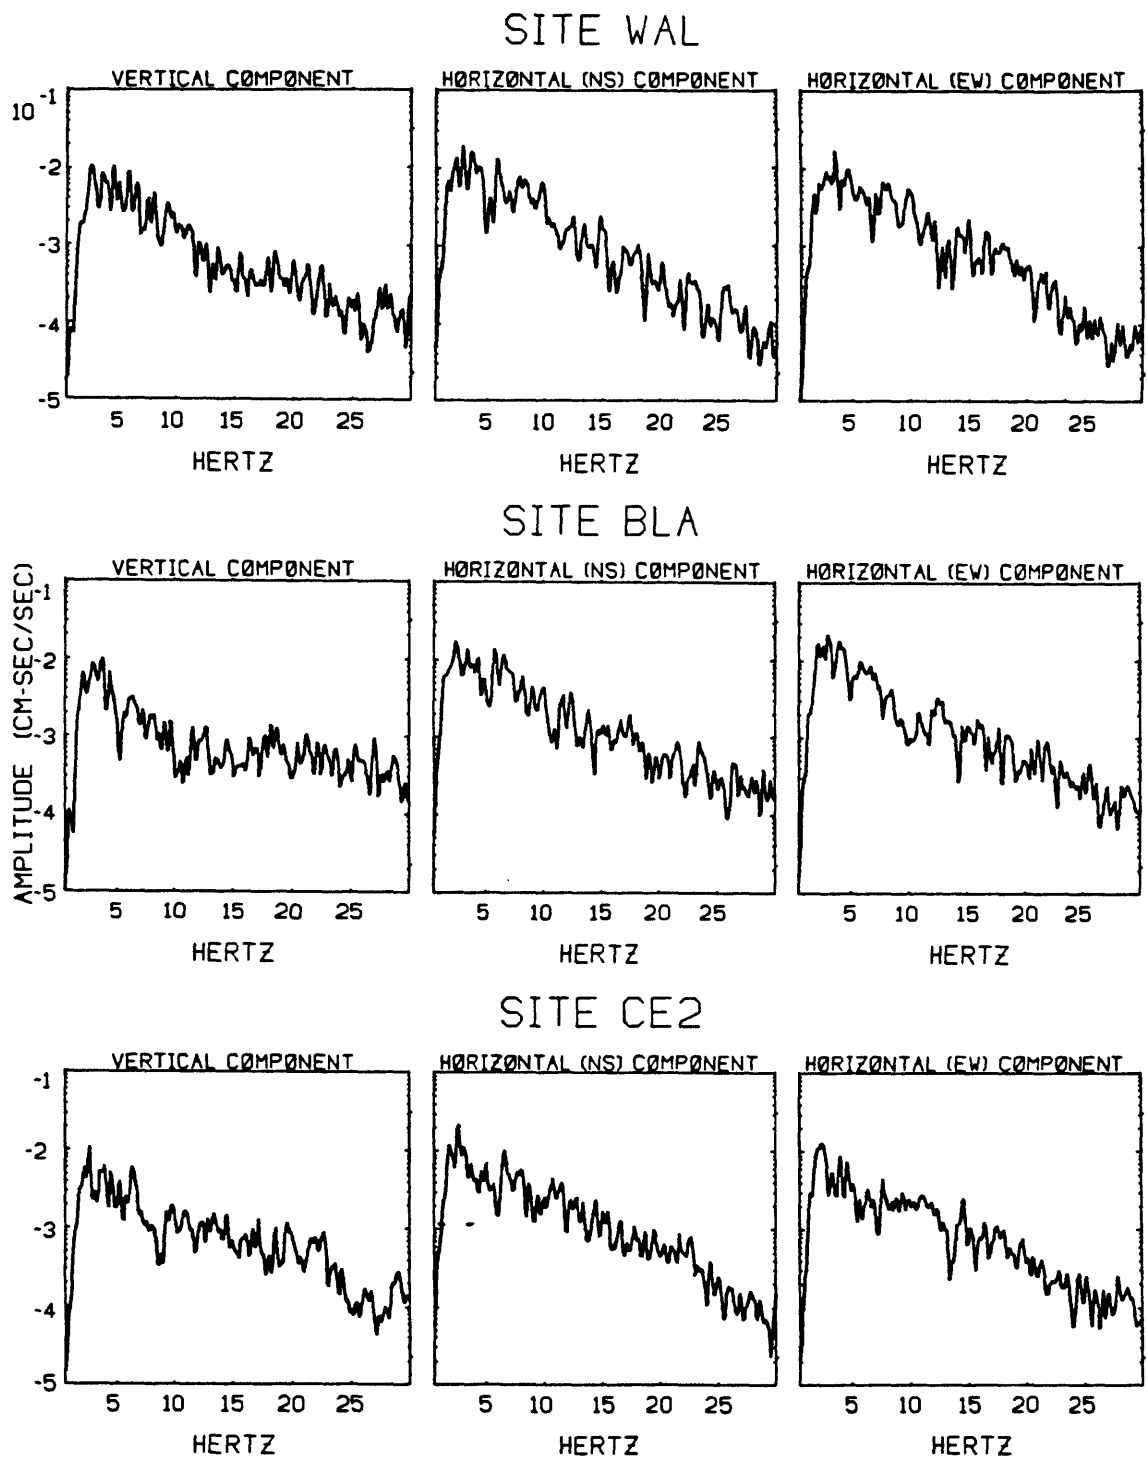 SITE WAL
VERTICAL CØMPØNENT HØRIZØNTAL (NS) CØMPØNENT HØRIZØNTAL (EW) CØMPØNENT
10 -1
-2
-3
-4
-5
5 10 15 20 25 5 10 15 20 25 5 10 15 20 25
HERTZ HERTZ HERTZ
SITE BLA
VERTICAL CØMPØNENT HØRIZØNTAL (NS) CØMPØNENT HØRIZØNTAL (EW) CØMPØNENT
AMPLITUDE (CM-SEC/SEC)
-1
-2
-3
-4
-5
5 10 15 20 25 5 10 15 20 25 5 10 15 20 25
HERTZ HERTZ HERTZ
SITE CE2
VERTICAL CØMPØNENT HØRIZØNTAL (NS) CØMPØNENT HØRIZØNTAL (EW) CØMPØNENT
-1
-2
-3
-4
-5
5 10 15 20 25 5 10 15 20 25 5 10 15 20 25
HERTZ HERTZ HERTZ